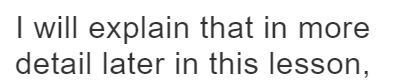 I will explain that in more
detail later in this lesson,